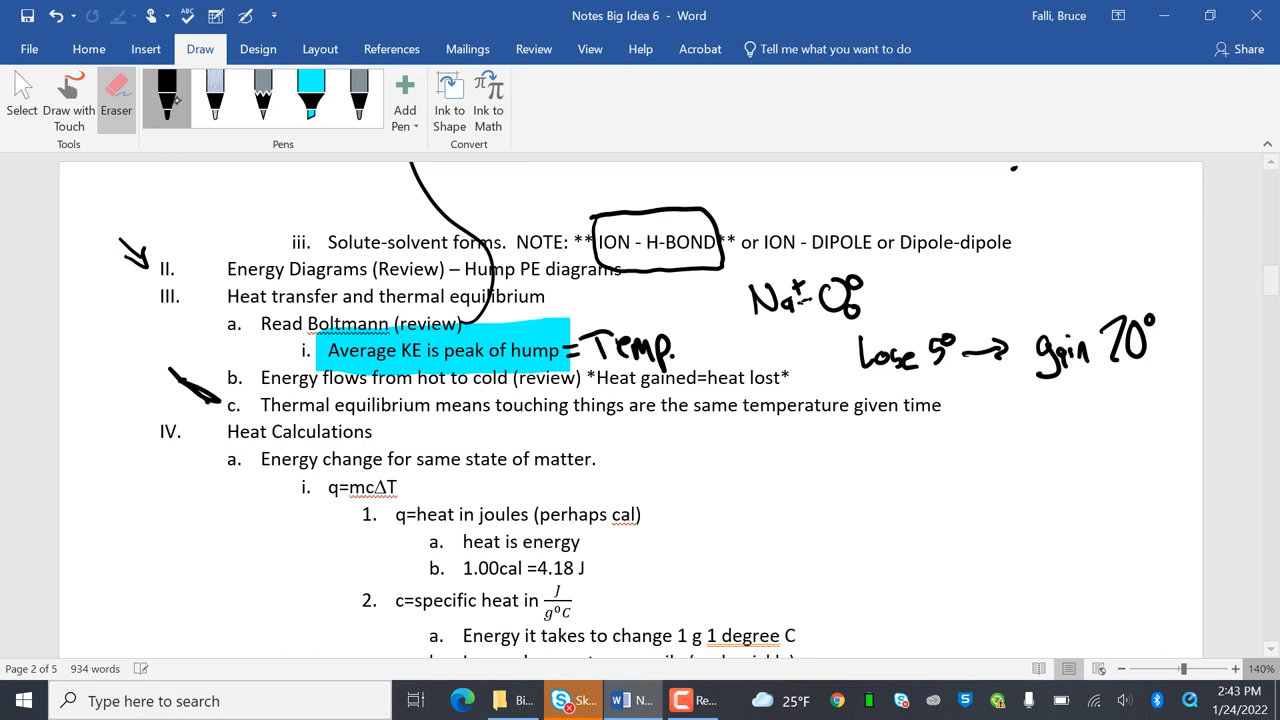 Notes Big Idea 6 - Word
Falli, Bruce
File Home Insert Draw Design Layout References Mailings Review View Help Acrobat Tell me what you want to do Share
Select Draw with Touch Eraser Add Pen Ink to Shape Ink to Math
Tools Pens Convert
iii. Solute-solvent forms. NOTE: ** ION - H-BOND** or ION - DIPOLE or Dipole-dipole
II. Energy Diagrams (Review) – Hump PE diagrams
III. Heat transfer and thermal equilibrium
Na+ O
a. Read Boltmann (review)
i. Average KE is peak of hump = Temp.
Lose 5° → gain 70°
b. Energy flows from hot to cold (review) *Heat gained=heat lost*
c. Thermal equilibrium means touching things are the same temperature given time
IV. Heat Calculations
a. Energy change for same state of matter.
i. q=mcΔT
1. q=heat in joules (perhaps cal)
a. heat is energy
b. 1.00cal =4.18 J
2. c=specific heat in J/g⁰C
a. Energy it takes to change 1 g 1 degree C
Page 2 of 5 934 words 140%
Type here to search Bi... Sk... N... Re... 25°F 2:43 PM
1/24/2022